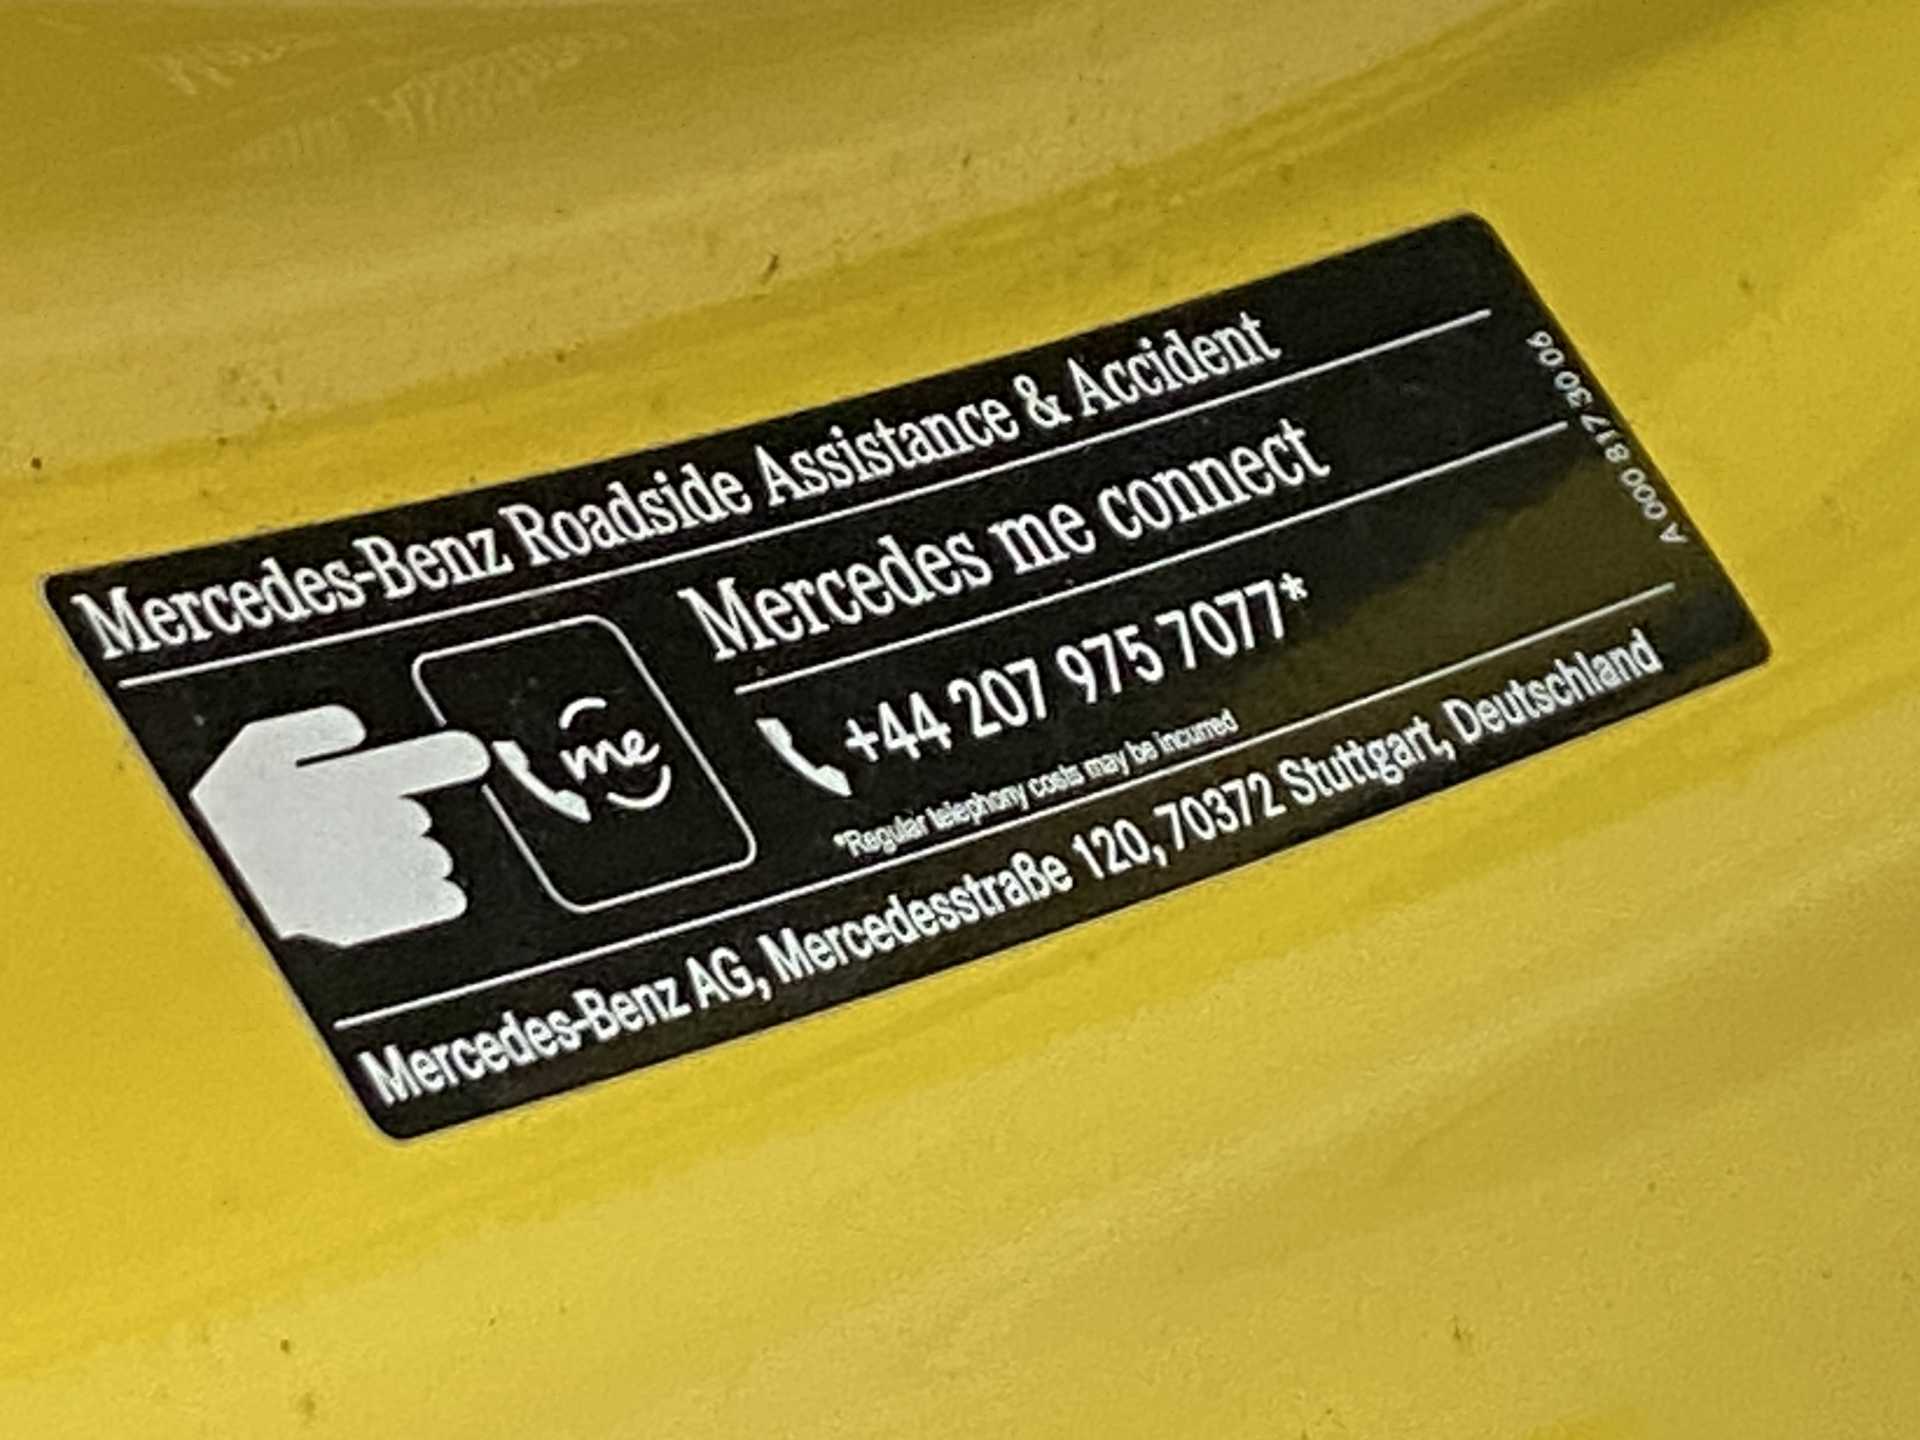 Mercedes-Benz Roadside Assistance & Accident
me
Mercedes me connect
+44 207 975 7077*
*Regular telephony costs may be incurred
Mercedes-Benz AG, Mercedesstraße 120, 70372 Stuttgart, Deutschland
A 000 817 30 06